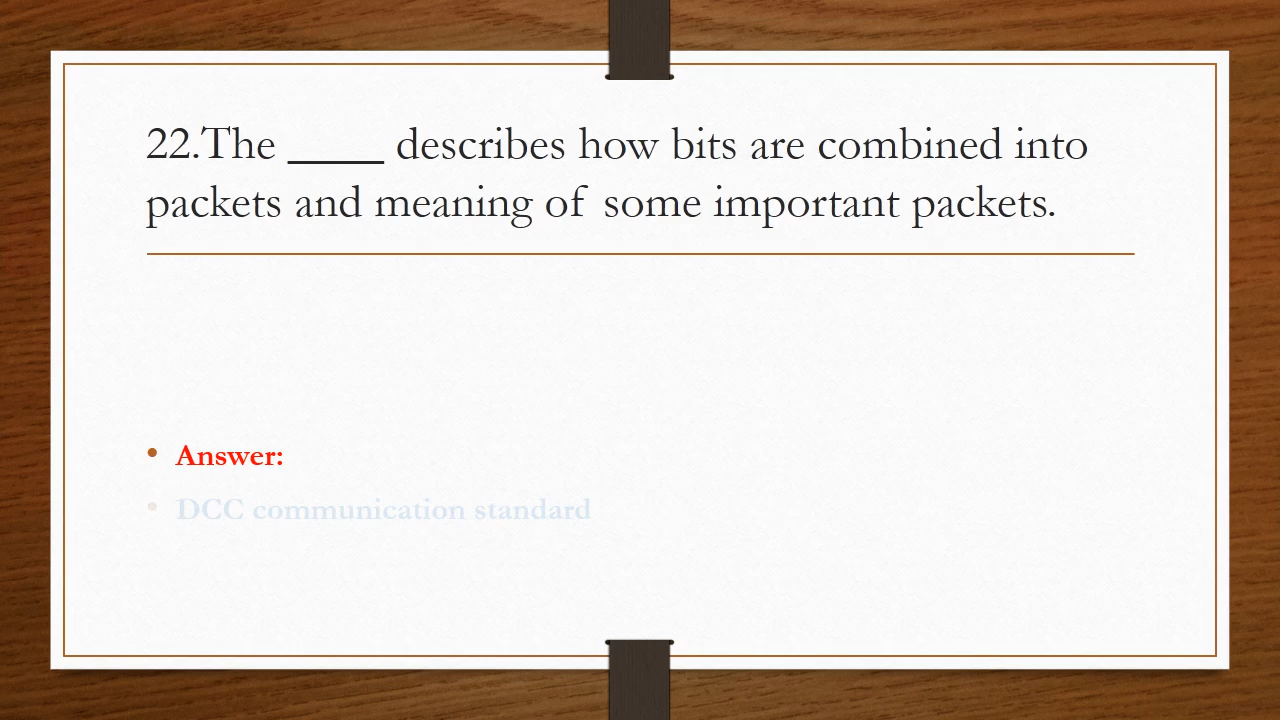 22.The ____ describes how bits are combined into
packets and meaning of some important packets.
• Answer:
• DCC communication standard